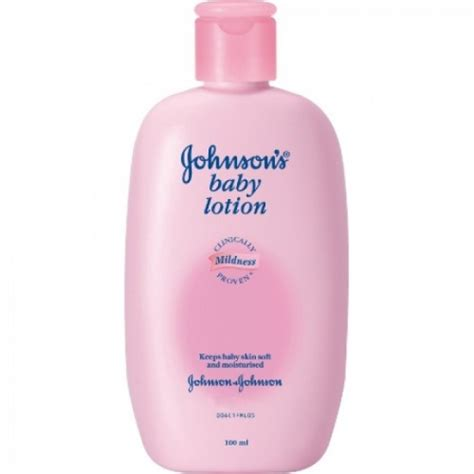 Johnson's®
baby
lotion
CLINICALLY
Mildness
PROVEN*
Keeps baby skin soft
and moisturised
Johnson & Johnson
100 ml